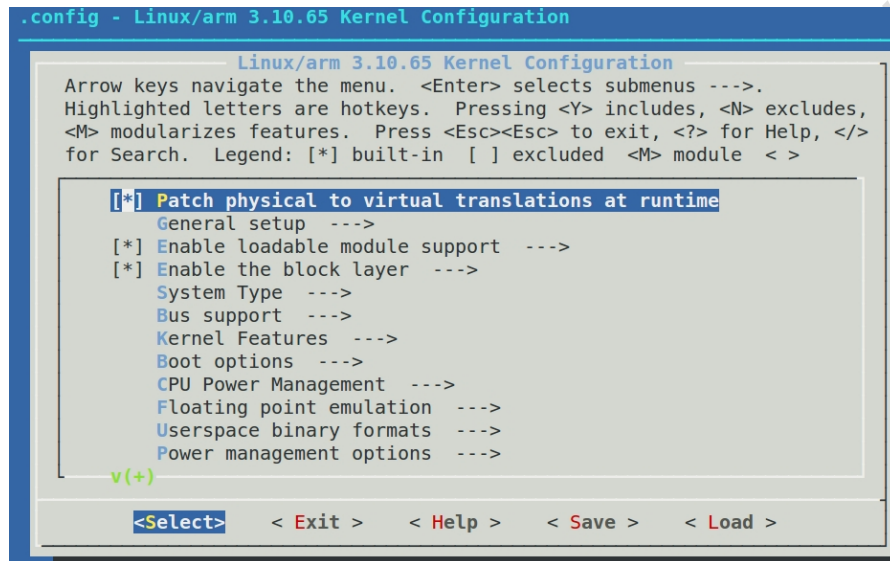 .config - Linux/arm 3.10.65 Kernel Configuration
Linux/arm 3.10.65 Kernel Configuration
Arrow keys navigate the menu.  <Enter> selects submenus --->.
Highlighted letters are hotkeys.  Pressing <Y> includes, <N> excludes,
<M> modularizes features.  Press <Esc><Esc> to exit, <?> for Help, </>
for Search.  Legend: [*] built-in  [ ] excluded  <M> module  < >
[*] Patch physical to virtual translations at runtime
General setup  --->
[*] Enable loadable module support  --->
[*] Enable the block layer  --->
System Type  --->
Bus support  --->
Kernel Features  --->
Boot options  --->
CPU Power Management  --->
Floating point emulation  --->
Userspace binary formats  --->
Power management options  --->
v(+)
<Select>    < Exit >    < Help >    < Save >    < Load >